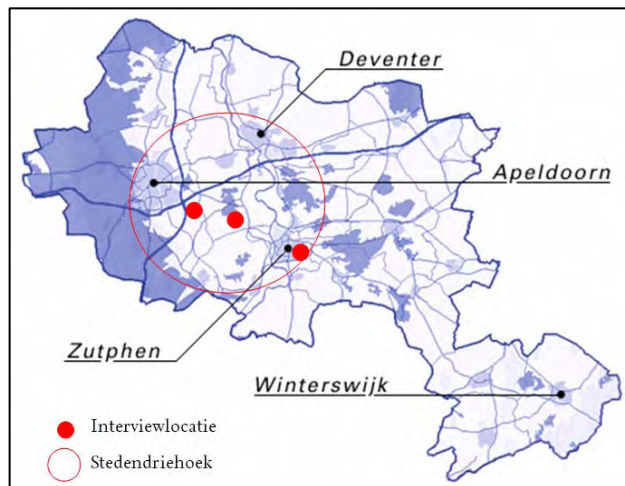 Deventer
Apeldoorn
Zutphen
Winterswijk
Interviewlocatie
Stedendriehoek